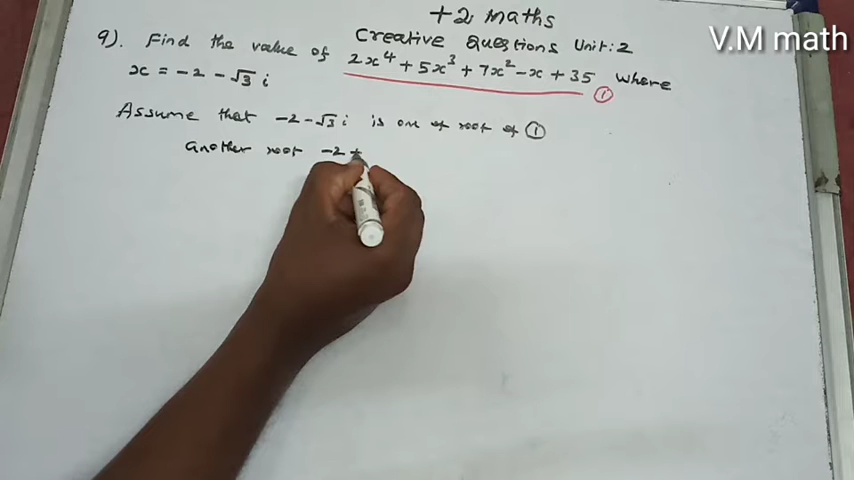 +2 Maths
Creative Questions Unit: 2
V.M math
9). Find the value of 2x⁴ + 5x³ + 7x² - x + 35 where
①
x = -2 - √3 i
Assume that -2 - √3 i is one of root of ①
another root -2 +